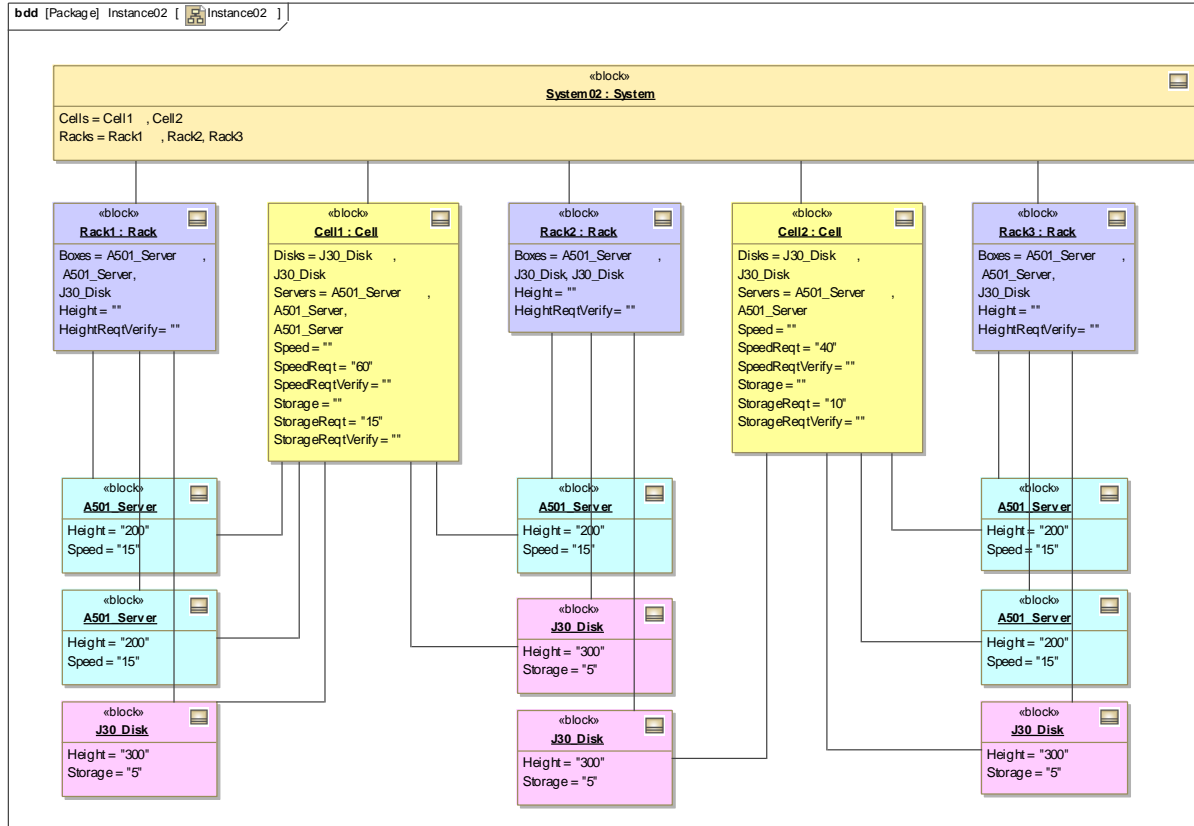 bdd [Package] Instance02 [ Instance02 ]
«block»
System02 : System
Cells = Cell1 , Cell2
Racks = Rack1 , Rack2, Rack3
«block»
Rack1 : Rack
Boxes = A501_Server ,
A501_Server,
J30_Disk
Height = ""
HeightReqtVerify = ""
«block»
Cell1 : Cell
Disks = J30_Disk ,
J30_Disk
Servers = A501_Server ,
A501_Server,
A501_Server
Speed = ""
SpeedReqt = "60"
SpeedReqtVerify = ""
Storage = ""
StorageReqt = "15"
StorageReqtVerify = ""
«block»
Rack2 : Rack
Boxes = A501_Server ,
J30_Disk, J30_Disk
Height = ""
HeightReqtVerify = ""
«block»
Cell2 : Cell
Disks = J30_Disk ,
J30_Disk
Servers = A501_Server ,
A501_Server
Speed = ""
SpeedReqt = "40"
SpeedReqtVerify = ""
Storage = ""
StorageReqt = "10"
StorageReqtVerify = ""
«block»
Rack3 : Rack
Boxes = A501_Server ,
A501_Server,
J30_Disk
Height = ""
HeightReqtVerify = ""
«block»
A501_Server
Height = "200"
Speed = "15"
«block»
A501_Server
Height = "200"
Speed = "15"
«block»
A501_Server
Height = "200"
Speed = "15"
«block»
A501_Server
Height = "200"
Speed = "15"
«block»
J30_Disk
Height = "300"
Storage = "5"
«block»
A501_Server
Height = "200"
Speed = "15"
«block»
J30_Disk
Height = "300"
Storage = "5"
«block»
J30_Disk
Height = "300"
Storage = "5"
«block»
J30_Disk
Height = "300"
Storage = "5"